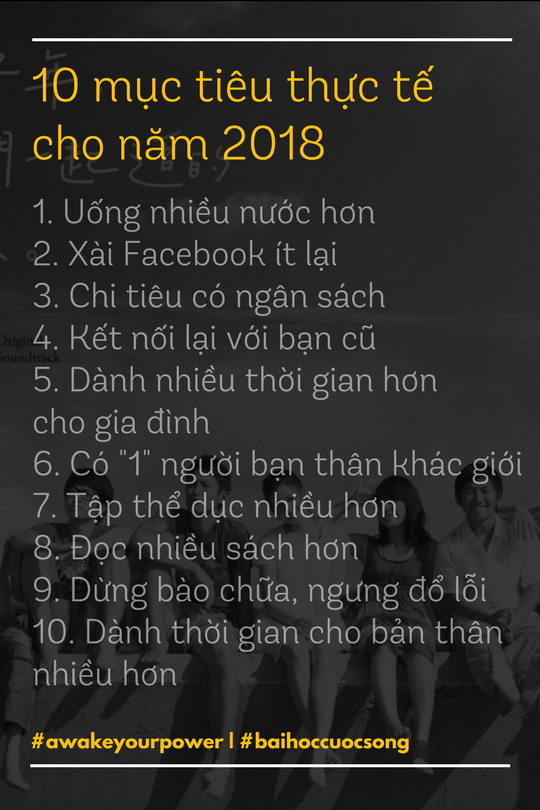 10 mục tiêu thực tế
cho năm 2018
1. Uống nhiều nước hơn
2. Xài Facebook ít lại
3. Chi tiêu có ngân sách
4. Kết nối lại với bạn cũ
5. Dành nhiều thời gian hơn
cho gia đình
6. Có "1" người bạn thân khác giới
7. Tập thể dục nhiều hơn
8. Đọc nhiều sách hơn
9. Dừng bào chữa, ngưng đổ lỗi
10. Dành thời gian cho bản thân
nhiều hơn
#awakeyourpower | #baihoccuocsong
Original
Soundtrack